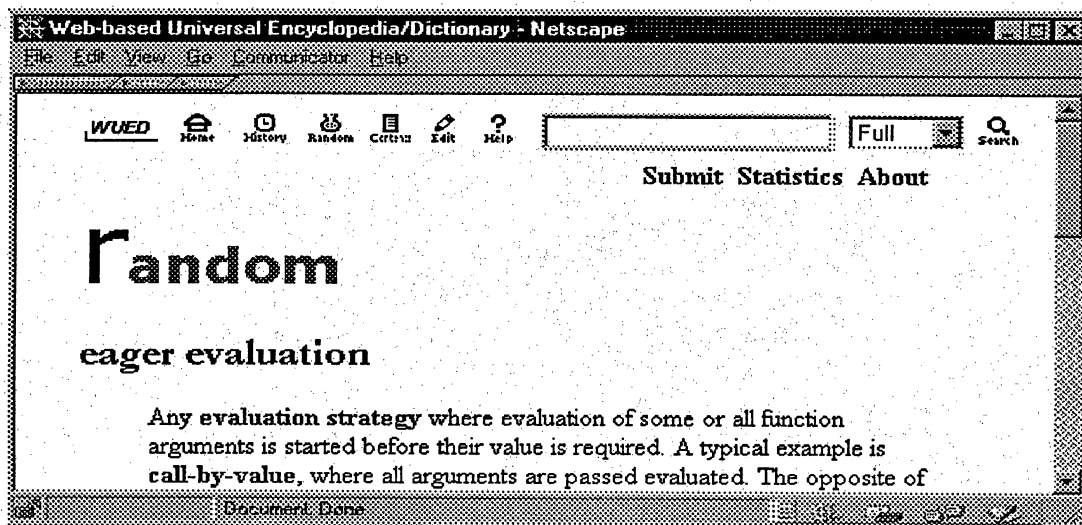 Web-based Universal Encyclopedia/Dictionary - Netscape
File Edit View Go Communicator Help
WUED Home History Random Edit Help Full Search
Submit Statistics About
random
eager evaluation
Any evaluation strategy where evaluation of some or all function
arguments is started before their value is required. A typical example is
call-by-value, where all arguments are passed evaluated. The opposite of
Document: Done